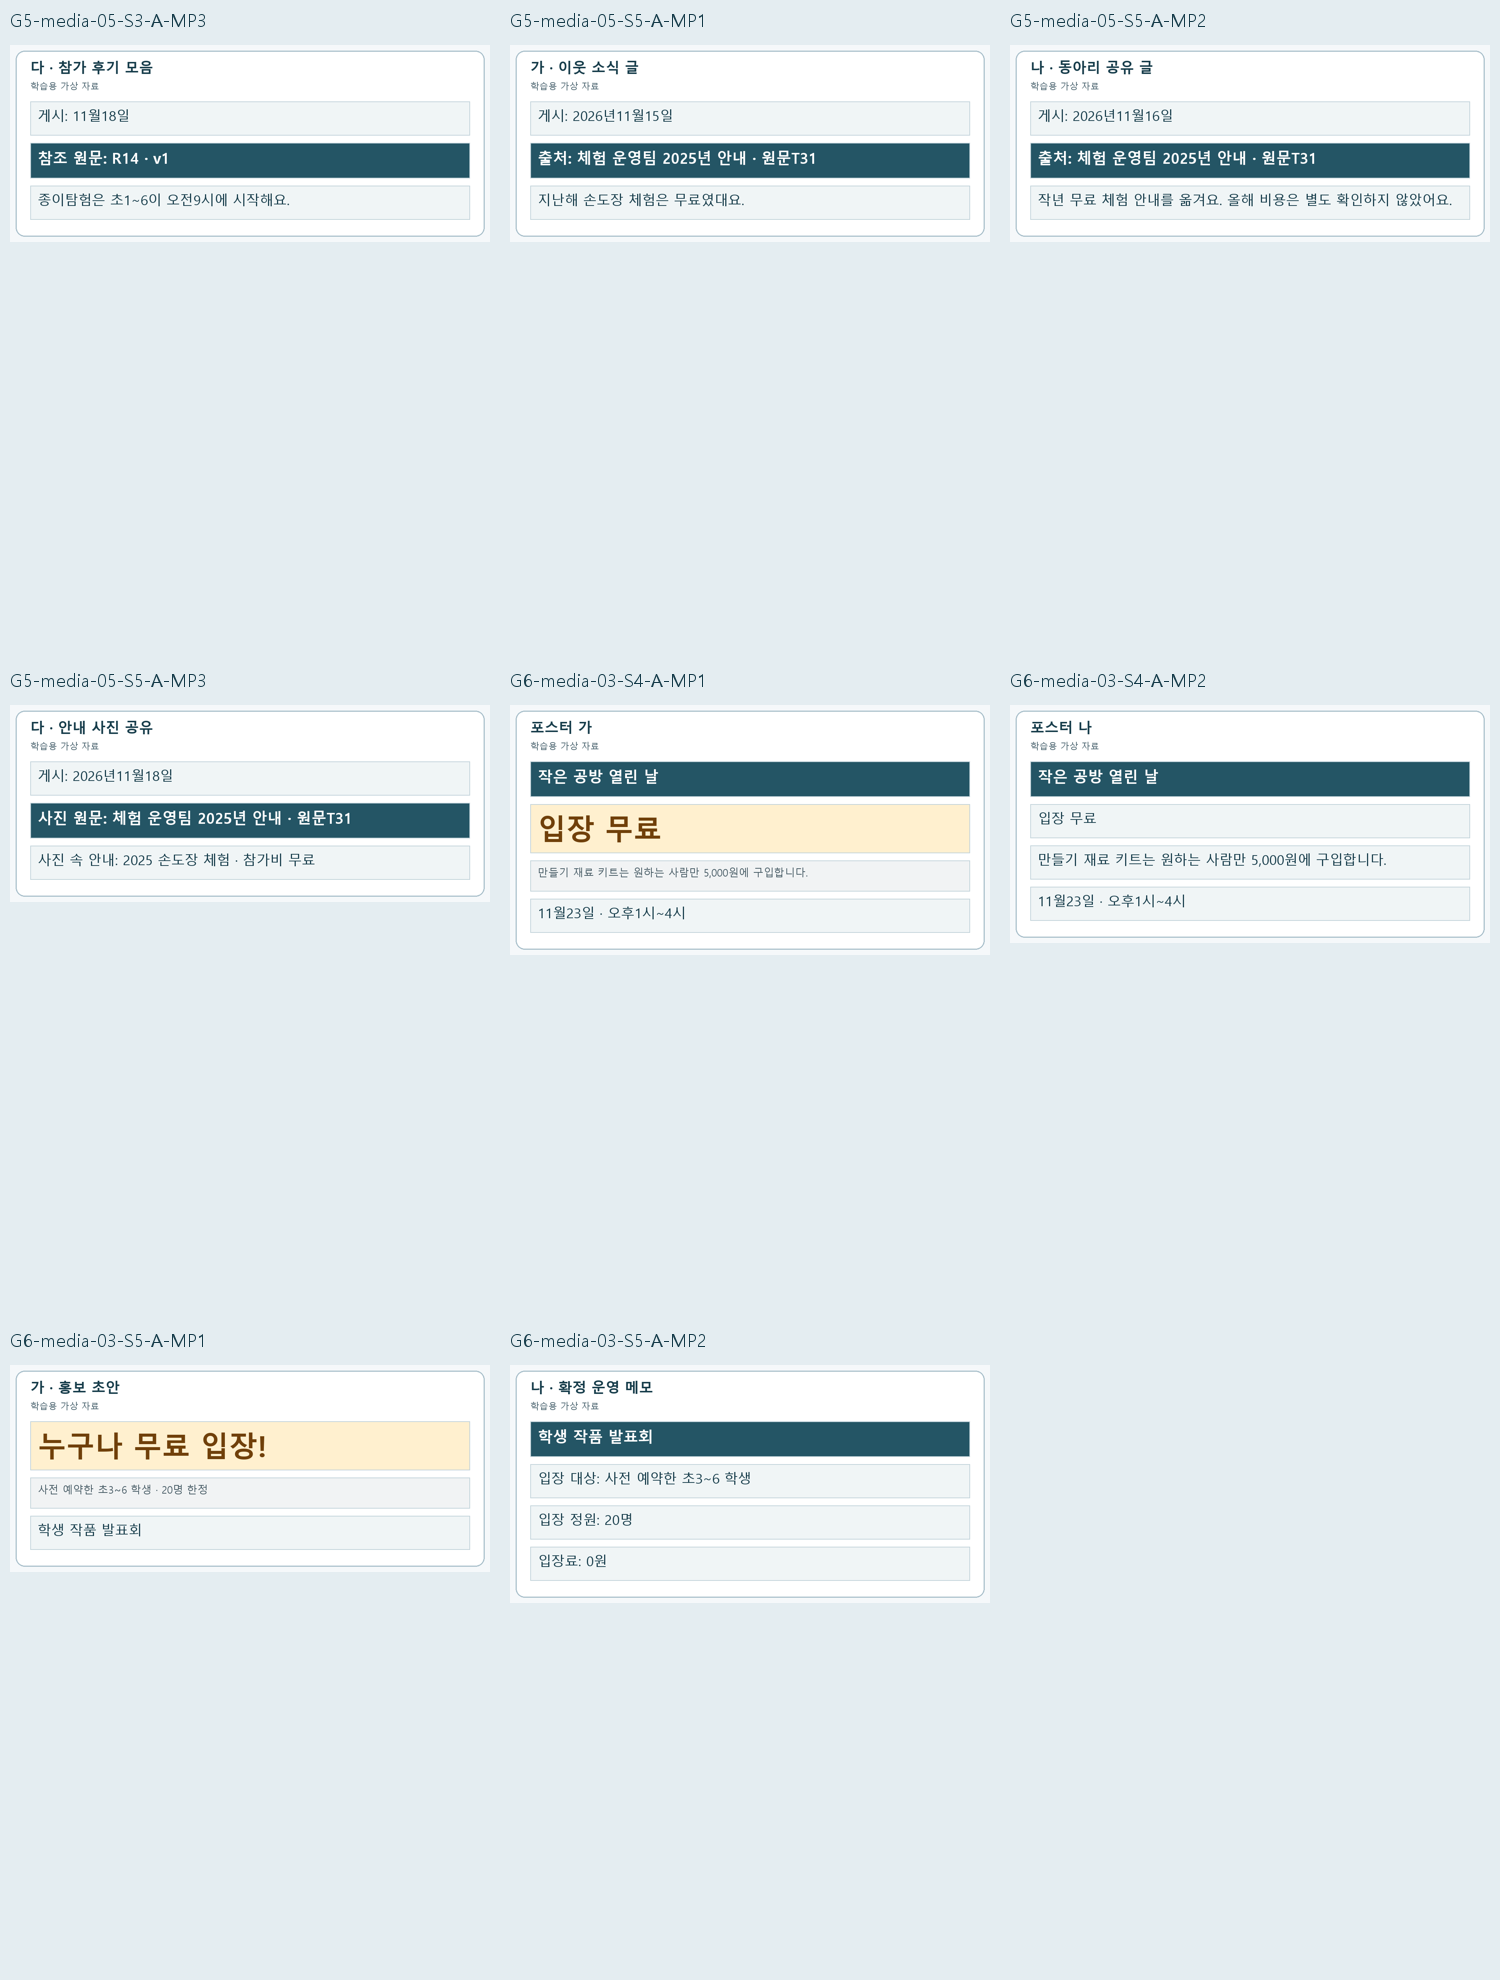 G5-media-05-S3-A-MP3
다 · 참가 후기 모음
학습용 가상 자료
게시: 11월18일
참조 원문: R14 · v1
종이탐험은 초1~6이 오전9시에 시작해요.
G5-media-05-S5-A-MP1
가 · 이웃 소식 글
학습용 가상 자료
게시: 2026년11월15일
출처: 체험 운영팀 2025년 안내 · 원문T31
지난해 손도장 체험은 무료였대요.
G5-media-05-S5-A-MP2
나 · 동아리 공유 글
학습용 가상 자료
게시: 2026년11월16일
출처: 체험 운영팀 2025년 안내 · 원문T31
작년 무료 체험 안내를 옮겨요. 올해 비용은 별도 확인하지 않았어요.
G5-media-05-S5-A-MP3
다 · 안내 사진 공유
학습용 가상 자료
게시: 2026년11월18일
사진 원문: 체험 운영팀 2025년 안내 · 원문T31
사진 속 안내: 2025 손도장 체험 · 참가비 무료
G6-media-03-S4-A-MP1
포스터 가
학습용 가상 자료
작은 공방 열린 날
입장 무료
만들기 재료 키트는 원하는 사람만 5,000원에 구입합니다.
11월23일 · 오후1시~4시
G6-media-03-S4-A-MP2
포스터 나
학습용 가상 자료
작은 공방 열린 날
입장 무료
만들기 재료 키트는 원하는 사람만 5,000원에 구입합니다.
11월23일 · 오후1시~4시
G6-media-03-S5-A-MP1
가 · 홍보 초안
학습용 가상 자료
누구나 무료 입장!
사전 예약한 초3~6 학생 · 20명 한정
학생 작품 발표회
G6-media-03-S5-A-MP2
나 · 확정 운영 메모
학습용 가상 자료
학생 작품 발표회
입장 대상: 사전 예약한 초3~6 학생
입장 정원: 20명
입장료: 0원